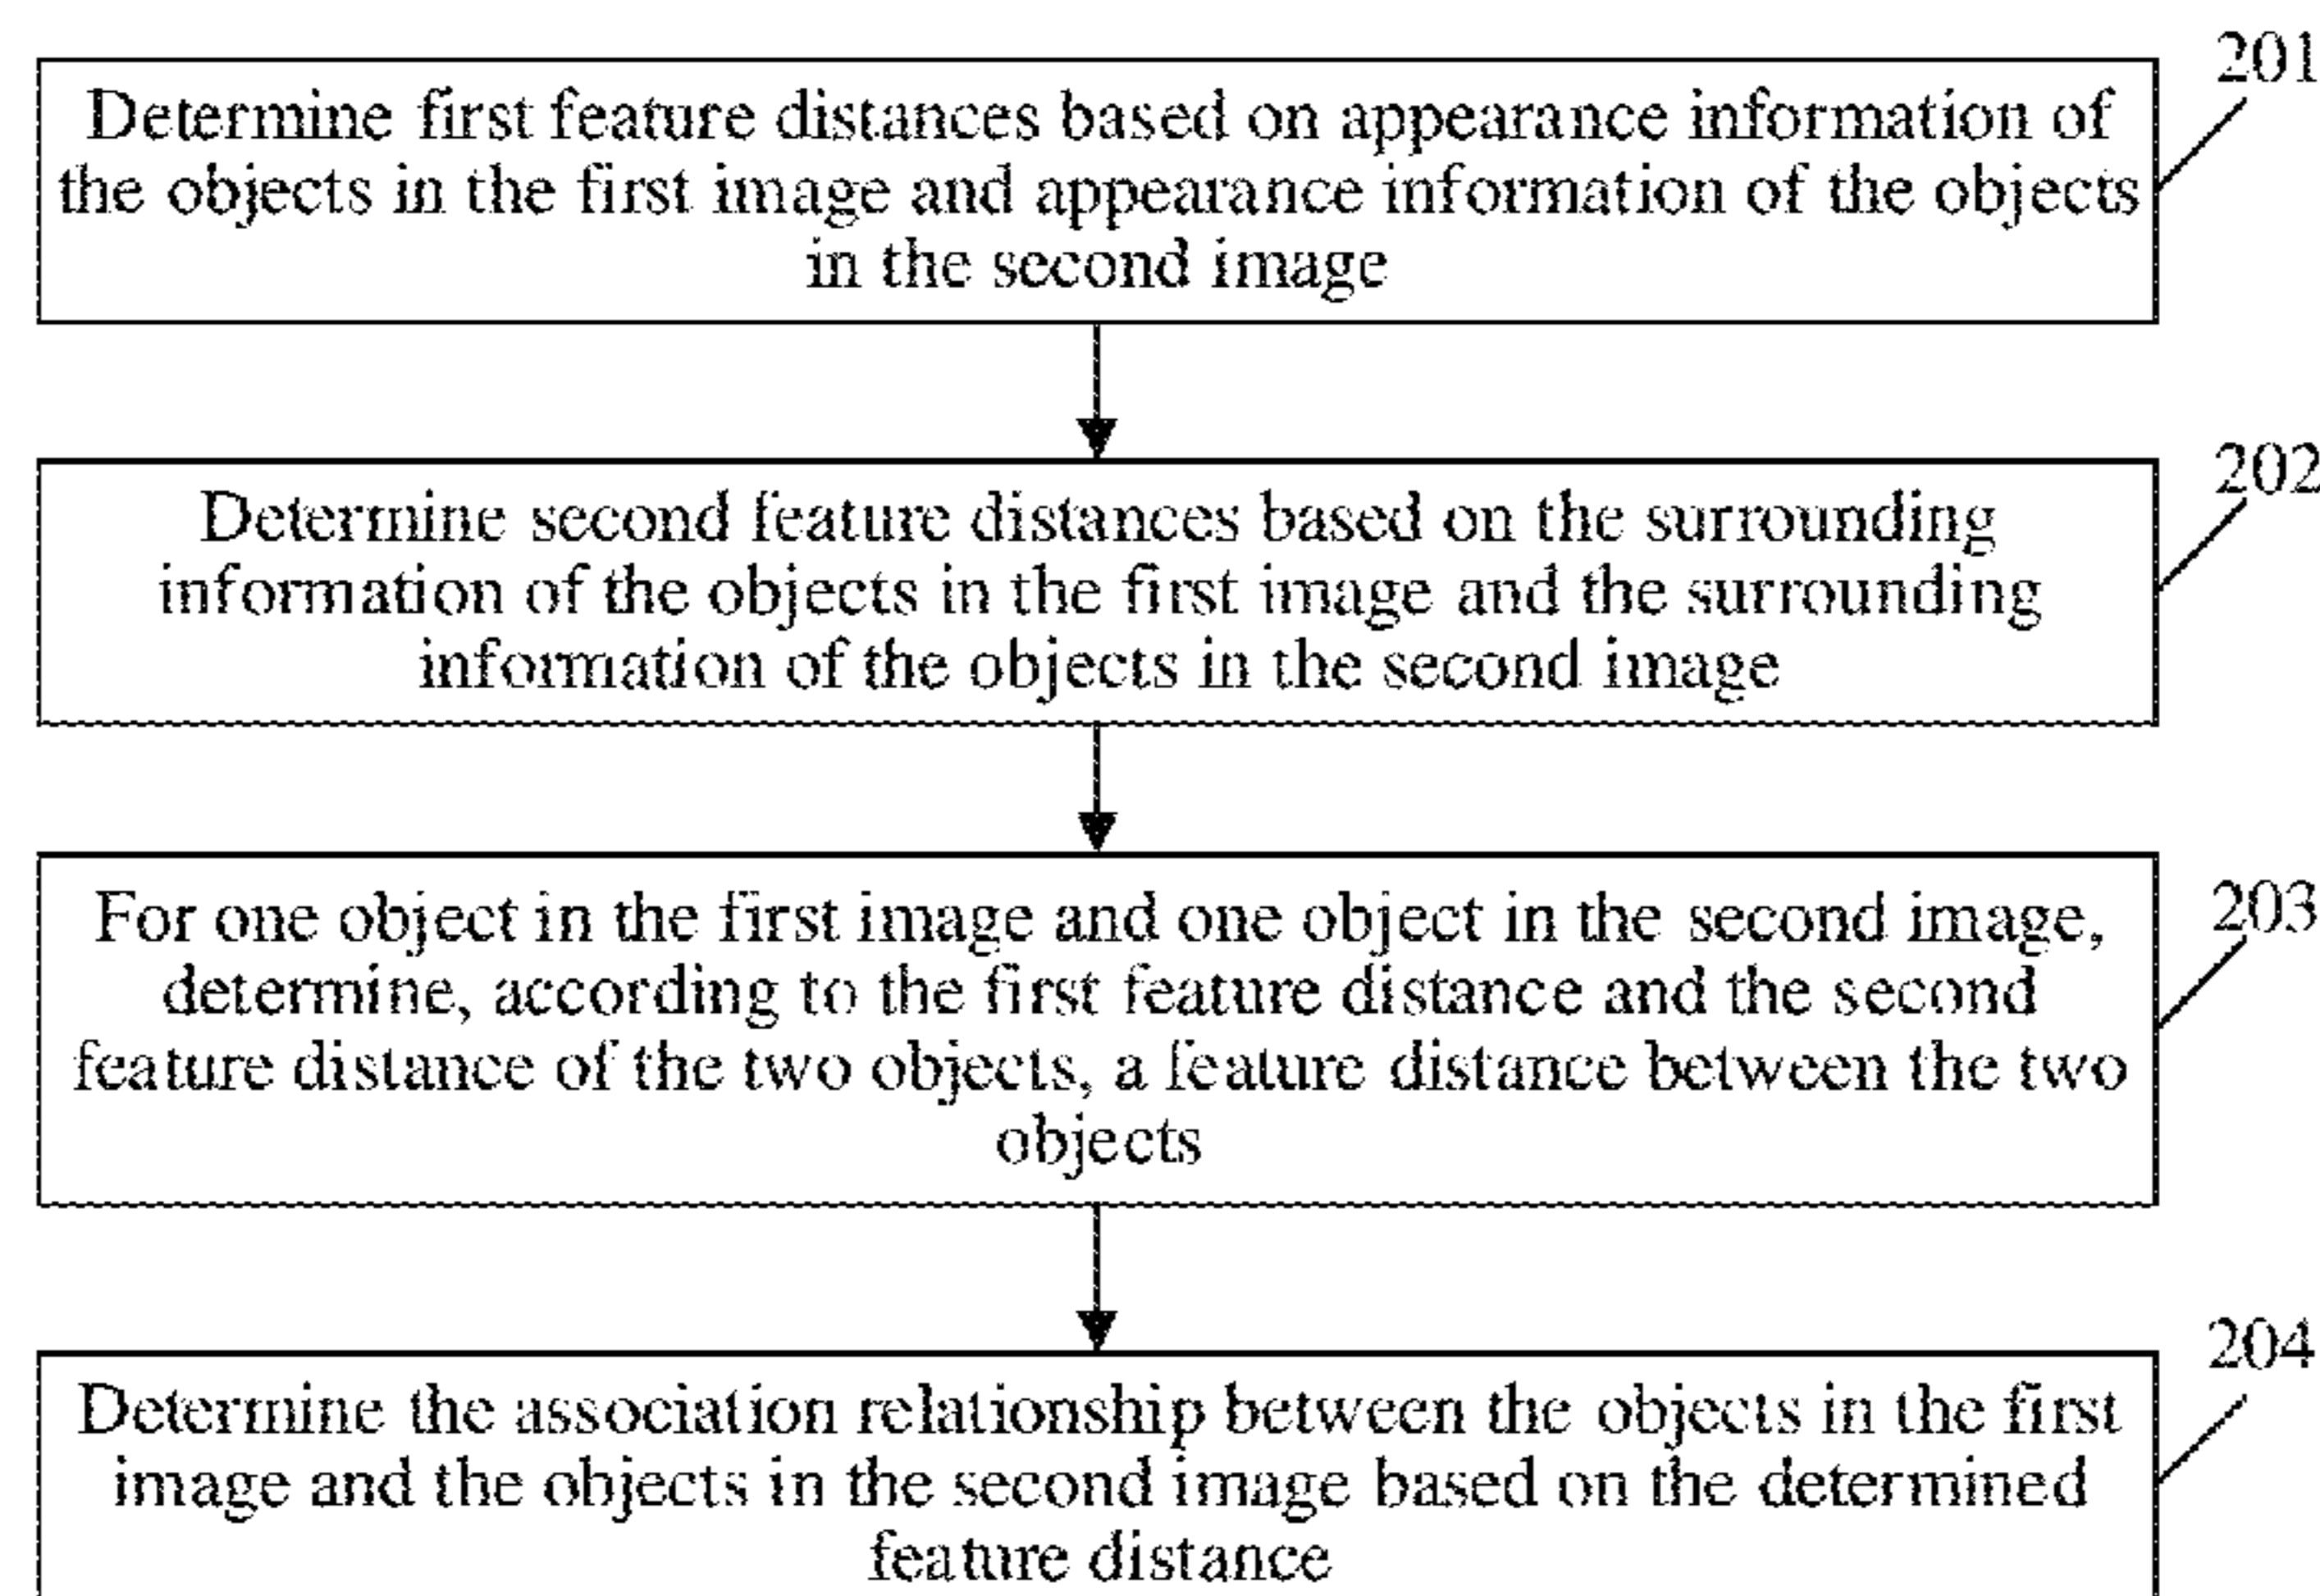 201
Determine first feature distances based on appearance information of
the objects in the first image and appearance information of the objects
in the second image
202
Determine second feature distances based on the surrounding
information of the objects in the first image and the surrounding
information of the objects in the second image
203
For one object in the first image and one object in the second image,
determine, according to the first feature distance and the second
feature distance of the two objects, a feature distance between the two
objects
204
Determine the association relationship between the objects in the first
image and the objects in the second image based on the determined
feature distance